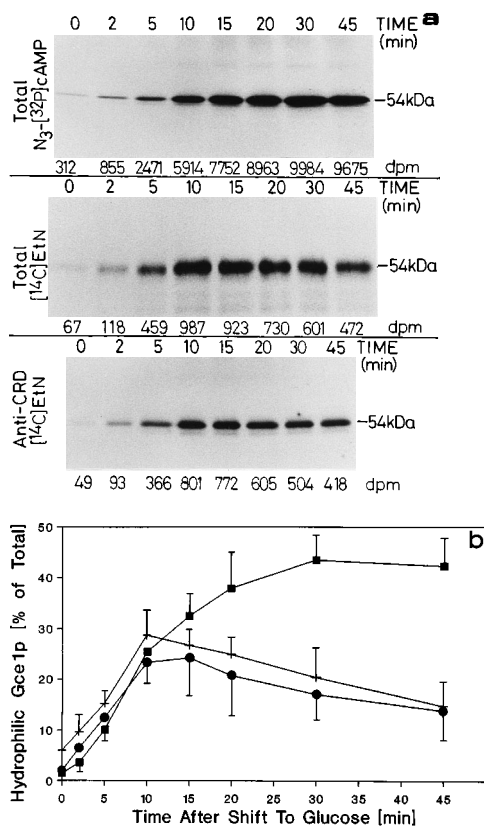 0 2 5 10 15 20 30 45 TIME a
(min)
Total
N3-[32P]cAMP
-54kDa
312 855 2471 5914 7752 8963 9984 9675 dpm
0 2 5 10 15 20 30 45 TIME
(min)
Total
[14C]EtN
-54kDa
67 118 459 987 923 730 601 472 dpm
0 2 5 10 15 20 30 45 TIME
(min)
Anti-CRD
[14C]EtN
-54kDa
49 93 366 801 772 605 504 418 dpm
b
Hydrophilic Gce1p [% of Total]
50
40
30
20
10
0
0 5 10 15 20 25 30 35 40 45
Time After Shift To Glucose [min]